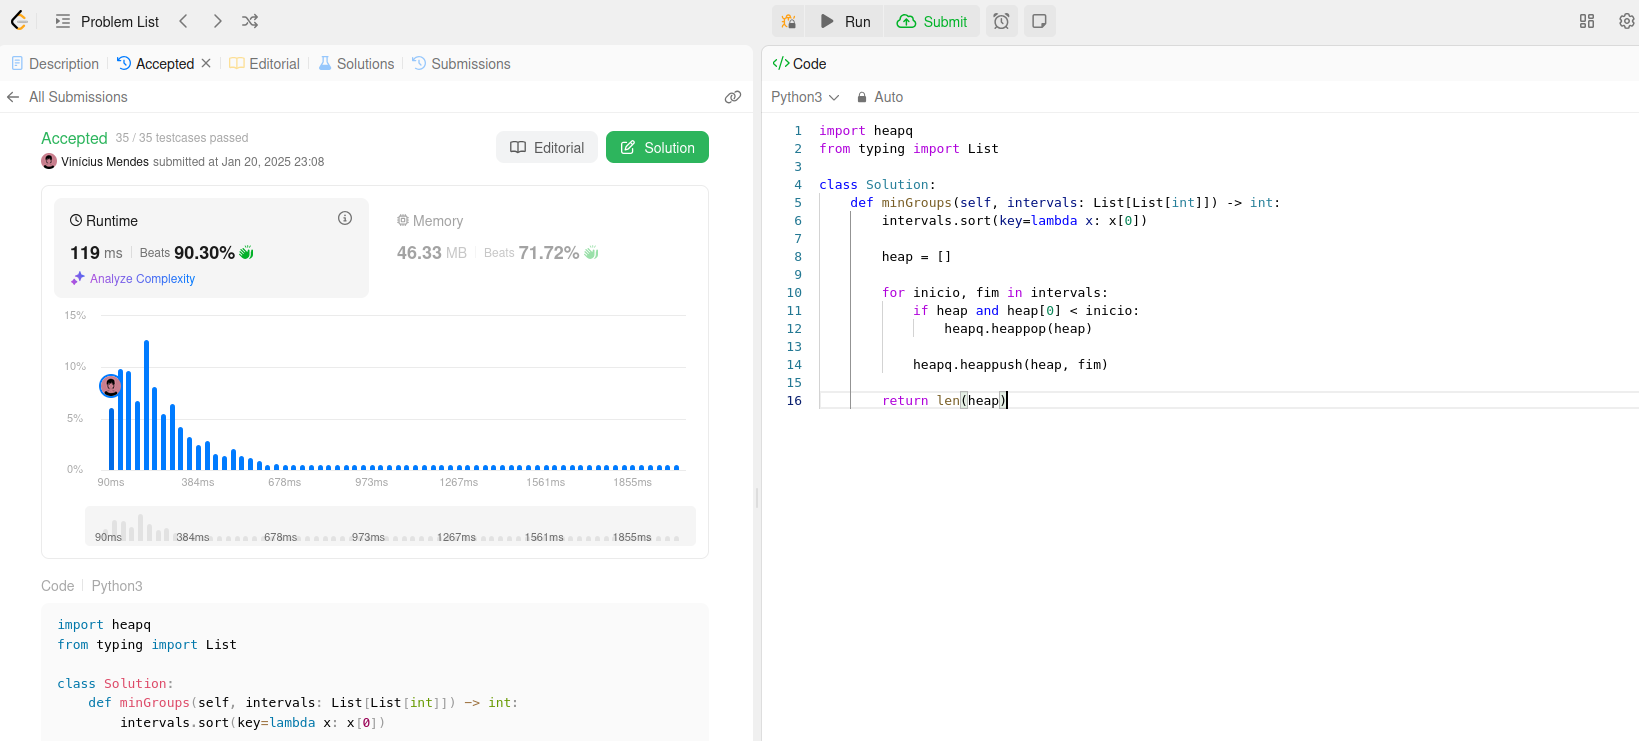 Problem List
Run
Submit
Description
Accepted
Editorial
Solutions
Submissions
All Submissions
Accepted 35 / 35 testcases passed
Vinícius Mendes submitted at Jan 20, 2025 23:08
Editorial
Solution
Runtime
119 ms Beats 90.30%
Analyze Complexity
Memory
46.33 MB Beats 71.72%
15%
10%
5%
0%
90ms 384ms 678ms 973ms 1267ms 1561ms 1855ms
90ms 384ms 678ms 973ms 1267ms 1561ms 1855ms
Code Python3
import heapq
from typing import List
class Solution:
def minGroups(self, intervals: List[List[int]]) -> int:
intervals.sort(key=lambda x: x[0])
</> Code
Python3 Auto
1 import heapq
2 from typing import List
3
4 class Solution:
5 def minGroups(self, intervals: List[List[int]]) -> int:
6 intervals.sort(key=lambda x: x[0])
7
8 heap = []
9
10 for inicio, fim in intervals:
11 if heap and heap[0] < inicio:
12 heapq.heappop(heap)
13
14 heapq.heappush(heap, fim)
15
16 return len(heap)